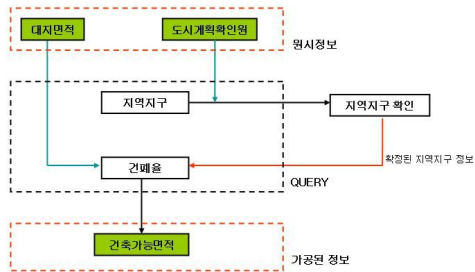 대지면적
도시계획확인원
원시정보
지역지구
지역지구 확인
확정된 지역지구 정보
건폐율
QUERY
건축가능면적
가공된 정보